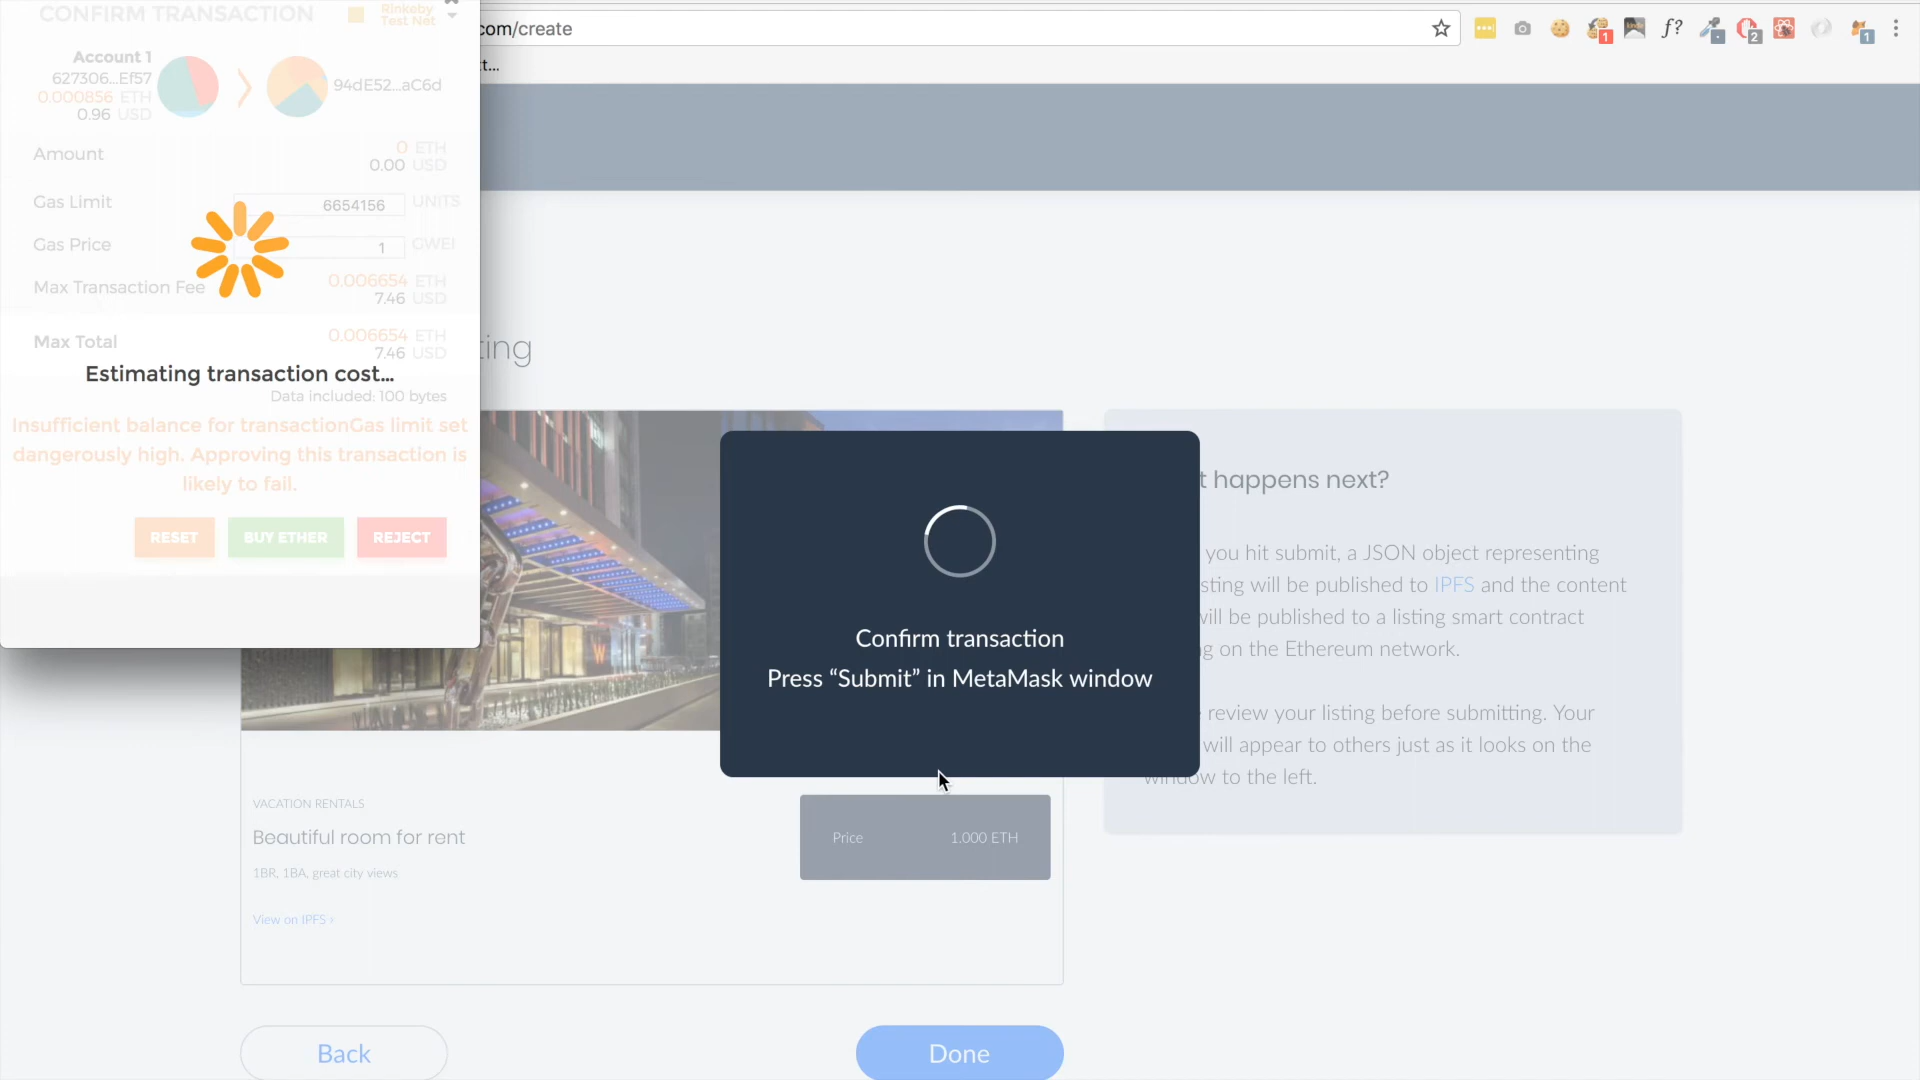 CONFIRM TRANSACTION
Rinkeby
Test Net
Account 1
627306...Ef57
0.000856 ETH
0.96 USD
94dE52...aC6d
Amount
0 ETH
0.00 USD
Gas Limit
6654156 UNITS
Gas Price
1 GWEI
Max Transaction Fee
0.006654 ETH
7.46 USD
Max Total
0.006654 ETH
7.46 USD
Estimating transaction cost...
Data included: 100 bytes
Insufficient balance for transactionGas limit set
dangerously high. Approving this transaction is
likely to fail.
RESET
BUY ETHER
REJECT
com/create
1
f?
2
1
t...
ting
Confirm transaction
Press “Submit” in MetaMask window
t happens next?
you hit submit, a JSON object representing
sting will be published to IPFS and the content
will be published to a listing smart contract
g on the Ethereum network.
review your listing before submitting. Your
will appear to others just as it looks on the
window to the left.
VACATION RENTALS
Beautiful room for rent
1BR, 1BA, great city views
View on IPFS ›
Price 1.000 ETH
Back
Done